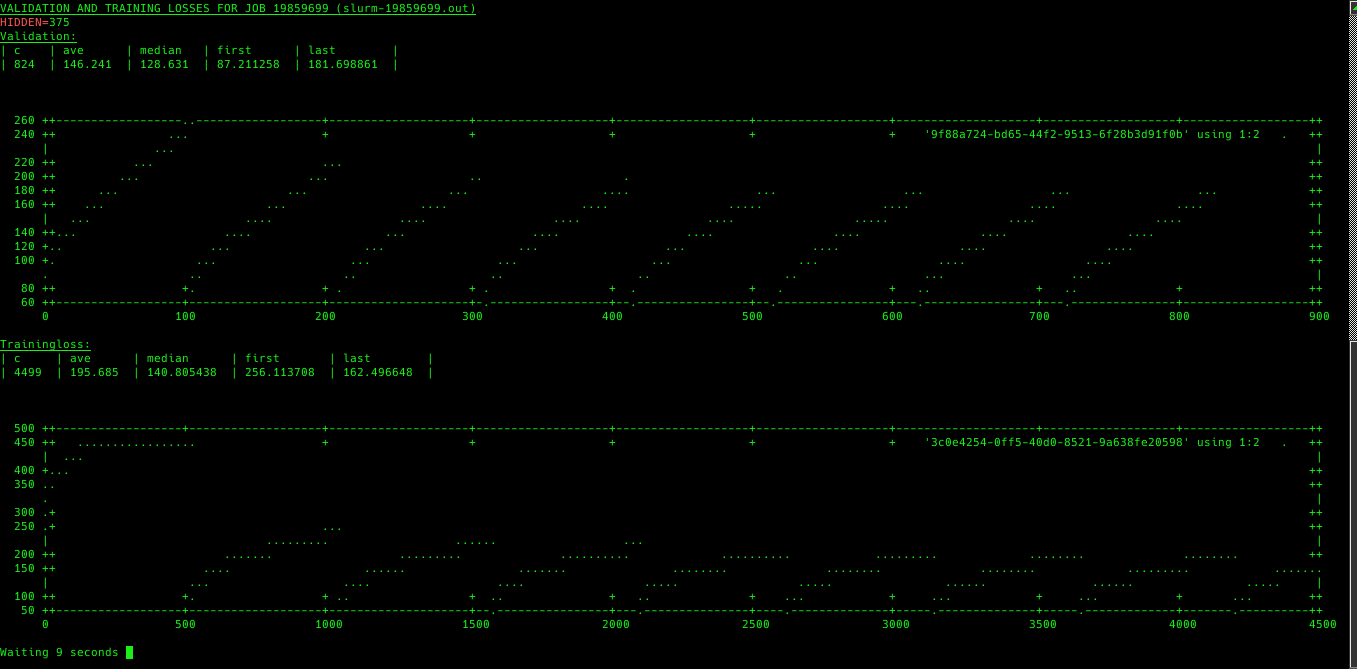 VALIDATION AND TRAINING LOSSES FOR JOB 19859699 (slurm-19859699.out)
HIDDEN=375
Validation:
| c | ave | median | first | last |
| 824 | 146.241 | 128.631 | 87.211258 | 181.698861 |
260
240 '9f88a724-bd65-44f2-9513-6f28b3d91f0b' using 1:2 .
220
200
180
160
140
120
100
80
60
0 100 200 300 400 500 600 700 800 900
Trainingloss:
| c | ave | median | first | last |
| 4499 | 195.685 | 140.805438 | 256.113708 | 162.496648 |
500
450 '3c0e4254-0ff5-40d0-8521-9a638fe20598' using 1:2 .
400
350
300
250
200
150
100
50
0 500 1000 1500 2000 2500 3000 3500 4000 4500
Waiting 9 seconds